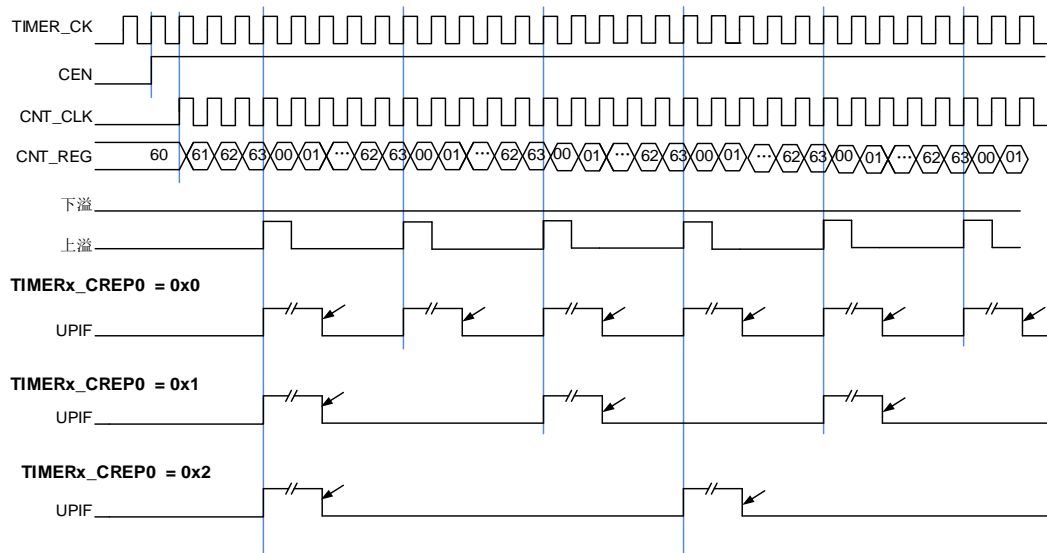 TIMER_CK
CEN
CNT_CLK
CNT_REG 60 61 62 63 00 01 ... 62 63 00 01 ... 62 63 00 01 ... 62 63 00 01 ... 62 63 00 01 ... 62 63 00 01
下溢
上溢
TIMERx_CREP0 = 0x0
UPIF
TIMERx_CREP0 = 0x1
UPIF
TIMERx_CREP0 = 0x2
UPIF